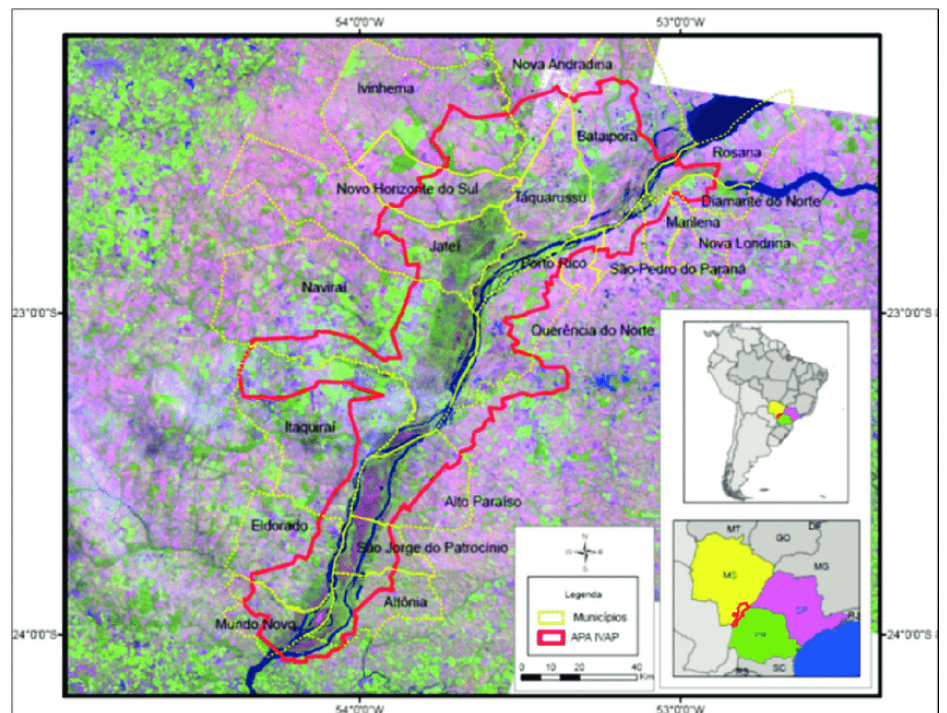 54°0'0"W
53°0'0"W
Nova Andradina
Ivinhema
Bataiporã
Rosana
Novo Horizonte do Sul
Taquarussu
Diamante do Norte
Marilena
Jateí
Nova Londrina
Porto Rico
São Pedro do Paraná
Naviraí
23°0'0"S
23°0'0"S
Querência do Norte
Itaquiraí
Alto Paraíso
Eldorado
São Jorge do Patrocínio
Altônia
Mundo Novo
24°0'0"S
24°0'0"S
N
W
E
S
Legenda
Municípios
APA IVAP
0
10
20
40
Km
MT
DF
GO
MG
MS
SP
RJ
PR
SC
54°0'0"W
53°0'0"W